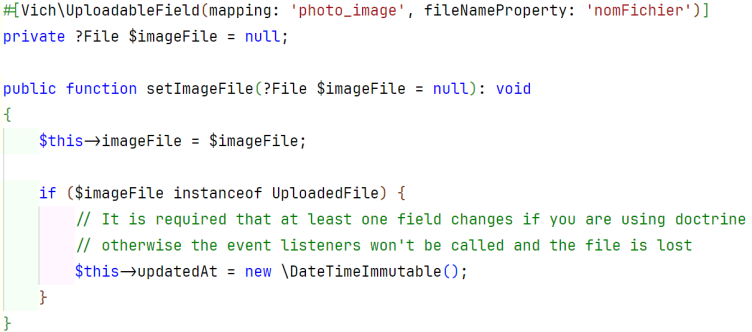 #[Vich\UploadableField(mapping: 'photo_image', fileNameProperty: 'nomFichier')]
private ?File $imageFile = null;
public function setImageFile(?File $imageFile = null): void
{
$this->imageFile = $imageFile;
if ($imageFile instanceof UploadedFile) {
// It is required that at least one field changes if you are using doctrine
// otherwise the event listeners won't be called and the file is lost
$this->updatedAt = new \DateTimeImmutable();
}
}